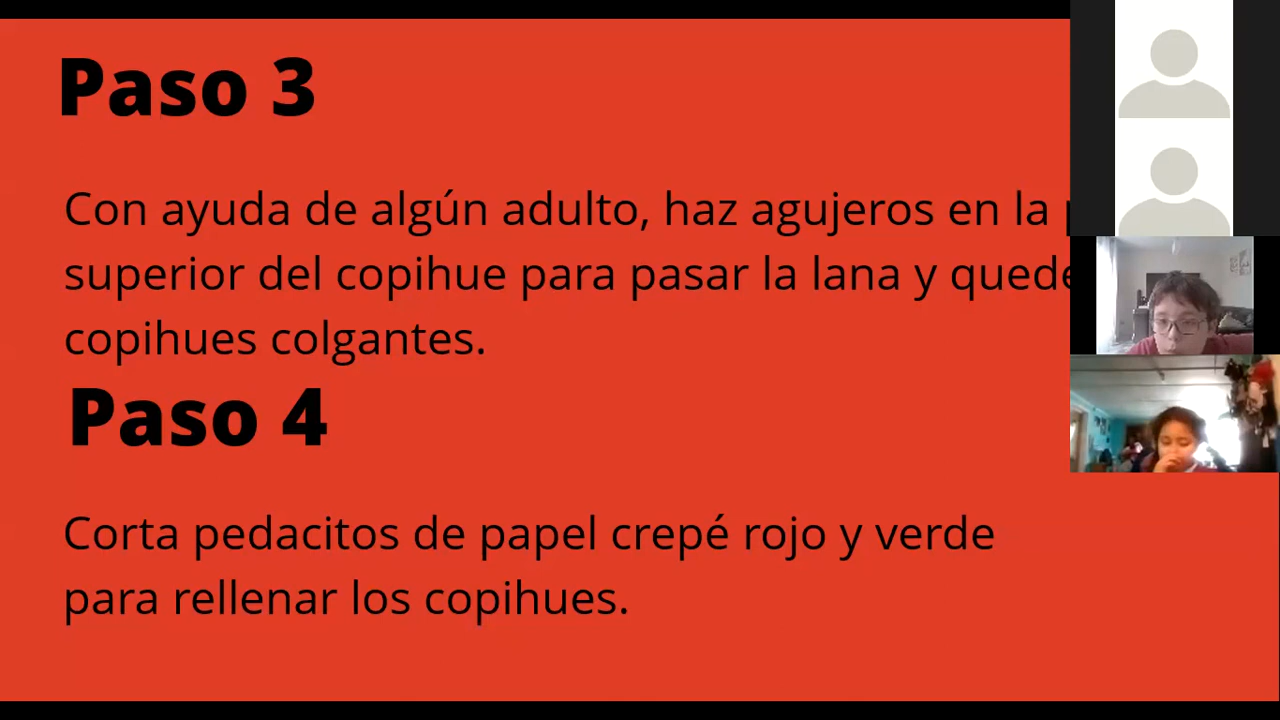 Paso 3
Con ayuda de algún adulto, haz agujeros en la
superior del copihue para pasar la lana y quede
copihues colgantes.
Paso 4
Corta pedacitos de papel crepé rojo y verde
para rellenar los copihues.